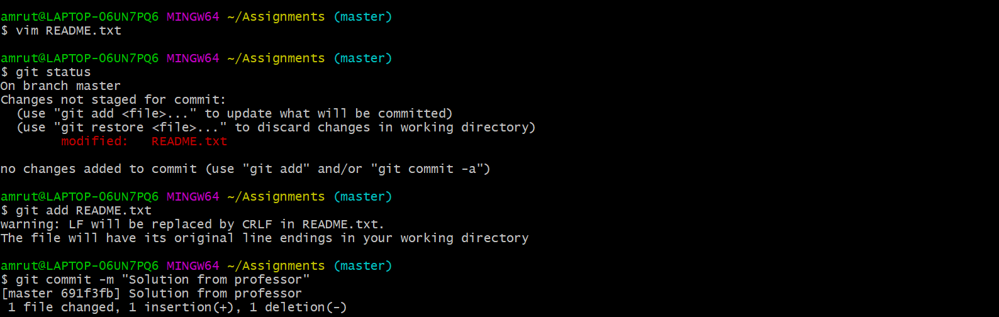 amrut@LAPTOP-O6UN7PQ6 MINGW64 ~/Assignments (master)
$ vim README.txt
amrut@LAPTOP-O6UN7PQ6 MINGW64 ~/Assignments (master)
$ git status
On branch master
Changes not staged for commit:
  (use "git add <file>..." to update what will be committed)
  (use "git restore <file>..." to discard changes in working directory)
        modified:   README.txt
no changes added to commit (use "git add" and/or "git commit -a")
amrut@LAPTOP-O6UN7PQ6 MINGW64 ~/Assignments (master)
$ git add README.txt
warning: LF will be replaced by CRLF in README.txt.
The file will have its original line endings in your working directory
amrut@LAPTOP-O6UN7PQ6 MINGW64 ~/Assignments (master)
$ git commit -m "Solution from professor"
[master 691f3fb] Solution from professor
 1 file changed, 1 insertion(+), 1 deletion(-)